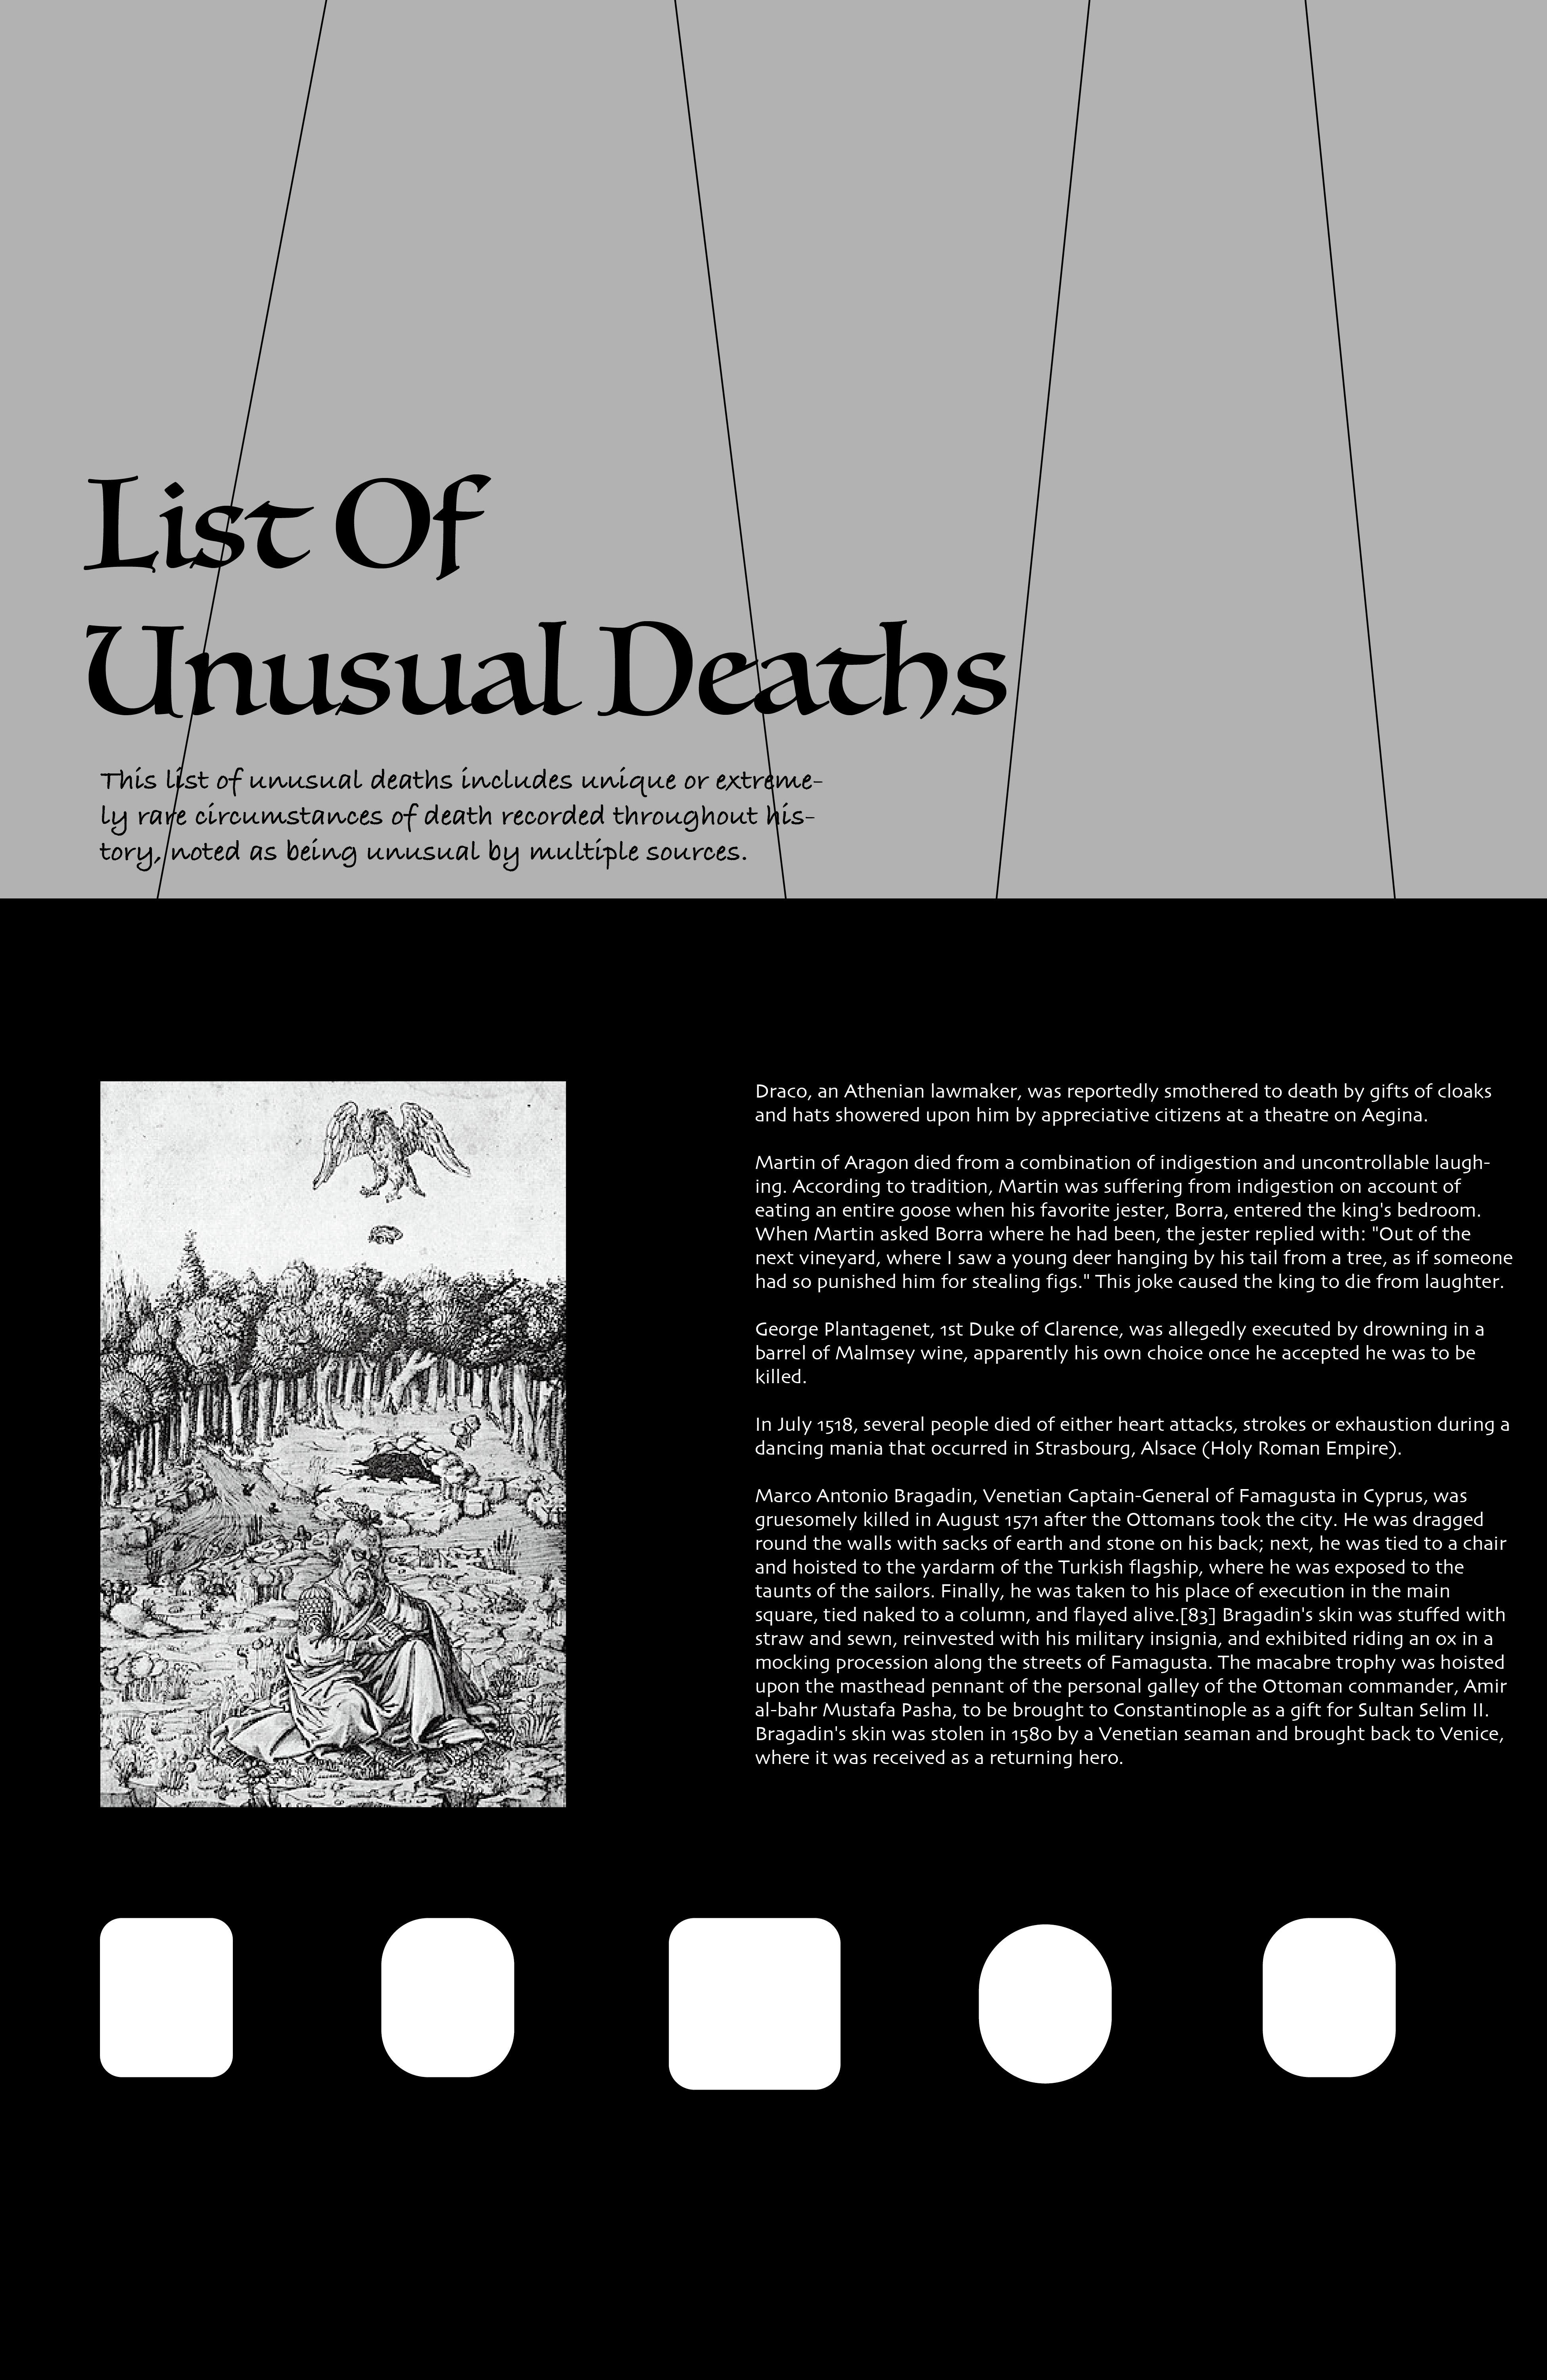 List Of
Unusual Deaths
This list of unusual deaths includes unique or extreme-
ly rare circumstances of death recorded throughout his-
tory, noted as being unusual by multiple sources.
Draco, an Athenian lawmaker, was reportedly smothered to death by gifts of cloaks
and hats showered upon him by appreciative citizens at a theatre on Aegina.
Martin of Aragon died from a combination of indigestion and uncontrollable laugh-
ing. According to tradition, Martin was suffering from indigestion on account of
eating an entire goose when his favorite jester, Borra, entered the king's bedroom.
When Martin asked Borra where he had been, the jester replied with: "Out of the
next vineyard, where I saw a young deer hanging by his tail from a tree, as if someone
had so punished him for stealing figs." This joke caused the king to die from laughter.
George Plantagenet, 1st Duke of Clarence, was allegedly executed by drowning in a
barrel of Malmsey wine, apparently his own choice once he accepted he was to be
killed.
In July 1518, several people died of either heart attacks, strokes or exhaustion during a
dancing mania that occurred in Strasbourg, Alsace (Holy Roman Empire).
Marco Antonio Bragadin, Venetian Captain-General of Famagusta in Cyprus, was
gruesomely killed in August 1571 after the Ottomans took the city. He was dragged
round the walls with sacks of earth and stone on his back; next, he was tied to a chair
and hoisted to the yardarm of the Turkish flagship, where he was exposed to the
taunts of the sailors. Finally, he was taken to his place of execution in the main
square, tied naked to a column, and flayed alive.[83] Bragadin's skin was stuffed with
straw and sewn, reinvested with his military insignia, and exhibited riding an ox in a
mocking procession along the streets of Famagusta. The macabre trophy was hoisted
upon the masthead pennant of the personal galley of the Ottoman commander, Amir
al-bahr Mustafa Pasha, to be brought to Constantinople as a gift for Sultan Selim II.
Bragadin's skin was stolen in 1580 by a Venetian seaman and brought back to Venice,
where it was received as a returning hero.